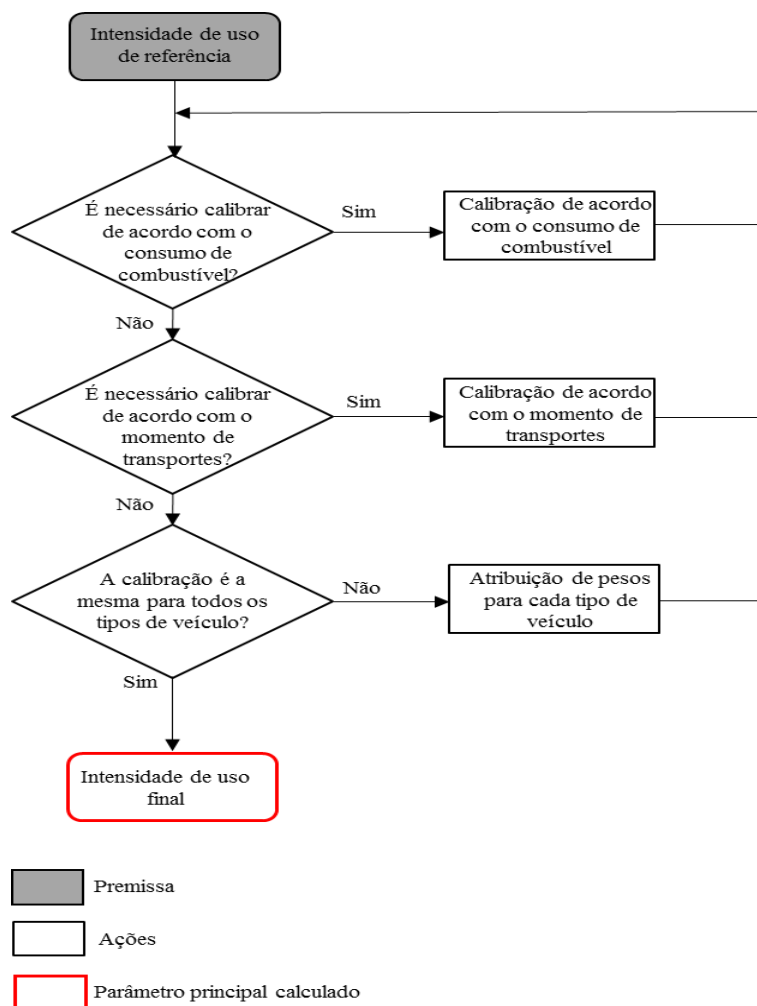 Intensidade de uso
de referência
É necessário calibrar
de acordo com o
consumo de
combustível?
Sim
Calibração de acordo
com o consumo de
combustível
Não
É necessário calibrar
de acordo com o
momento de
transportes?
Sim
Calibração de acordo
com o momento de
transportes
Não
A calibração é a
mesma para todos os
tipos de veículo?
Não
Atribuição de pesos
para cada tipo de
veículo
Sim
Intensidade de uso
final
Premissa
Ações
Parâmetro principal calculado